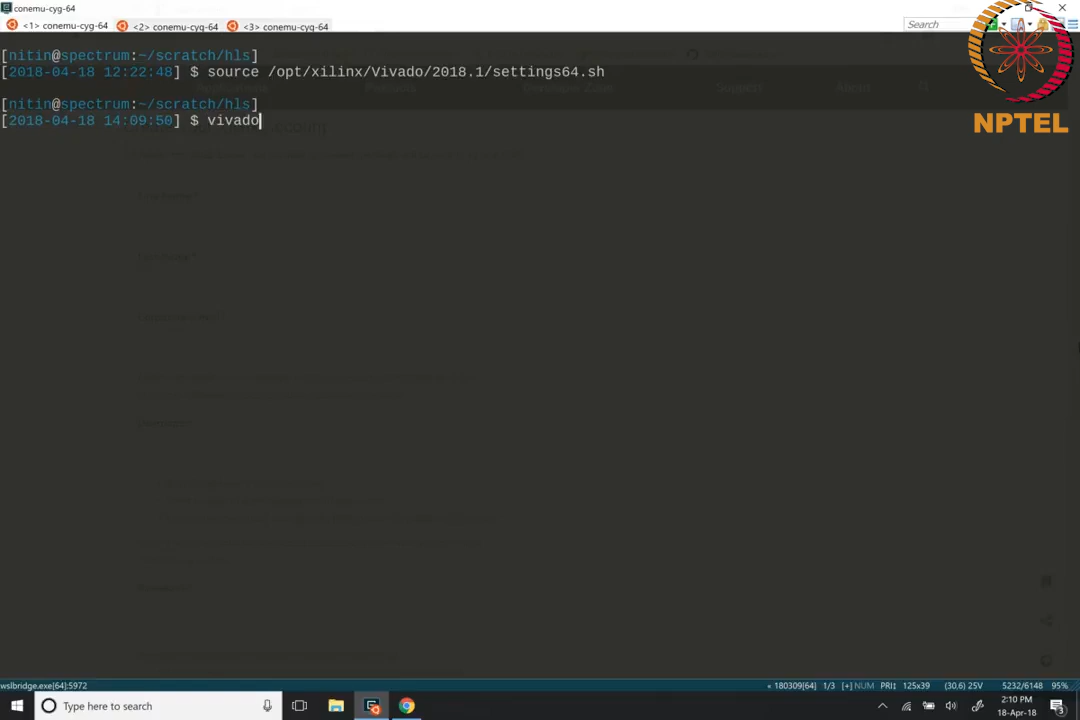 conemu-cyg-64
<1> conemu-cyg-64
<2> conemu-cyg-64
<3> conemu-cyg-64
Search
[nitin@spectrum:~/scratch/hls]
[2018-04-18 12:22:48] $ source /opt/xilinx/Vivado/2018.1/settings64.sh
[nitin@spectrum:~/scratch/hls]
[2018-04-18 14:09:50] $ vivado
NPTEL
wslbridge.exe[64]:5972
« 180309[64]
1/3
[+] NUM
PRI‡
125x39
(30,6) 25V
5232/6148
95%
Type here to search
2:10 PM
18-Apr-18
3